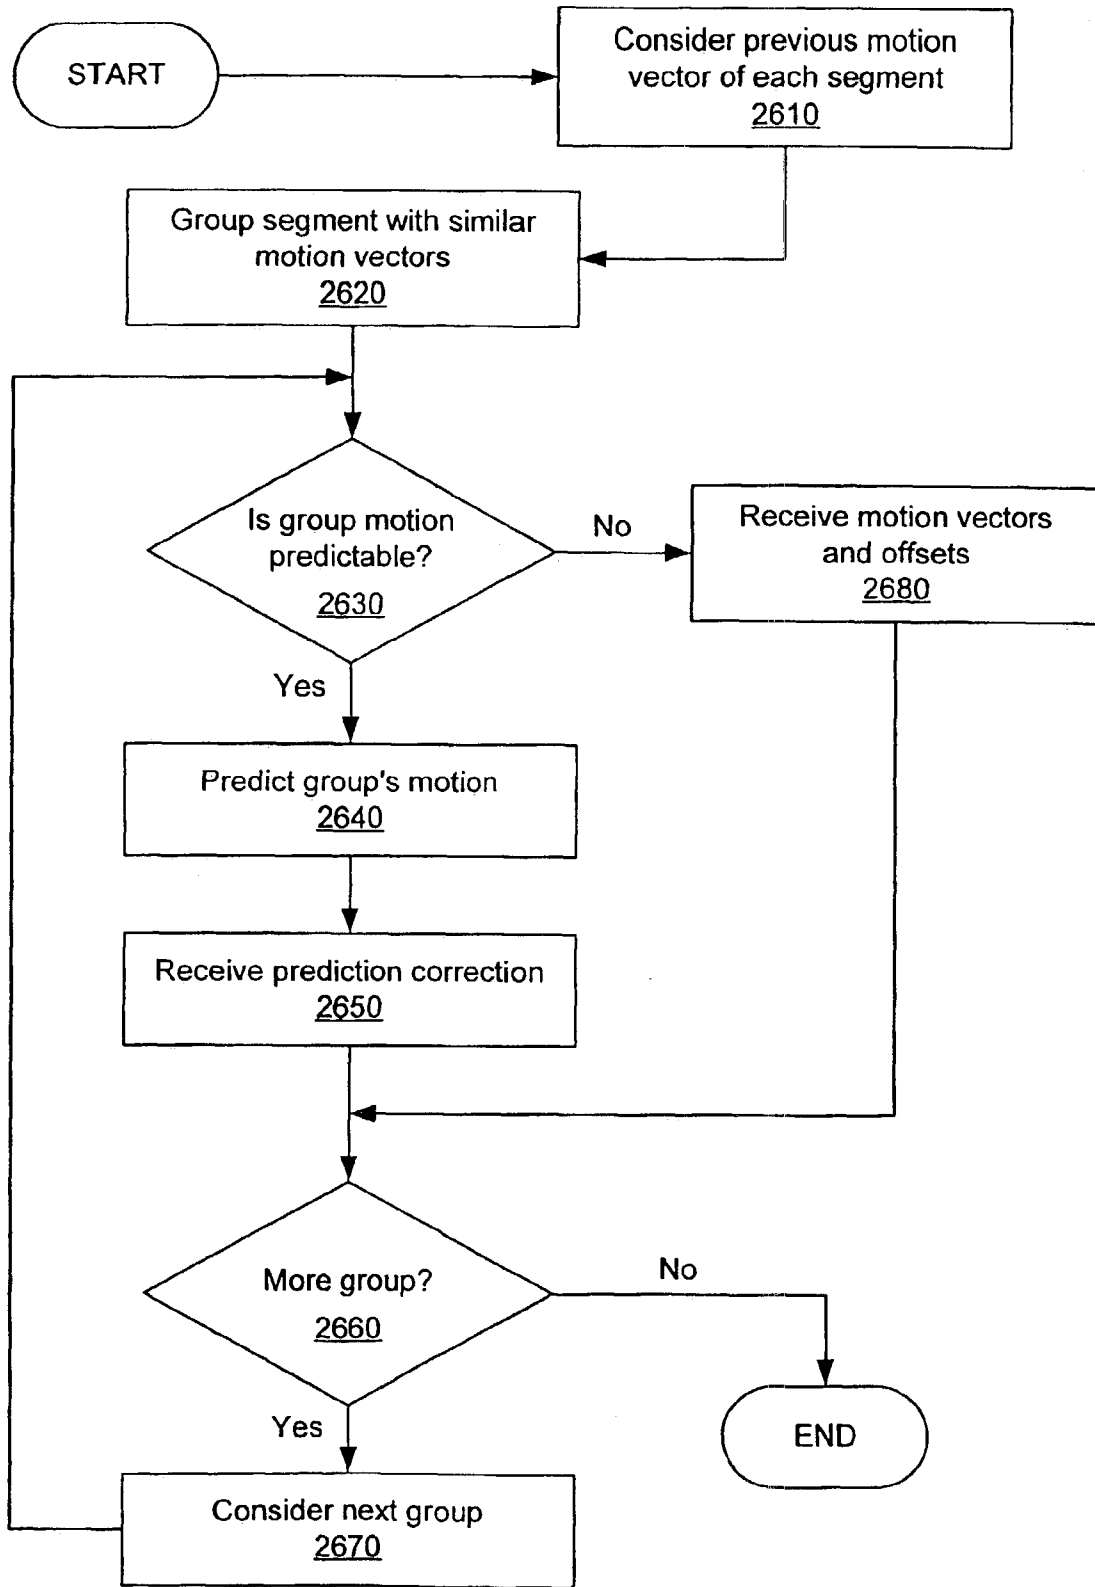 START
Consider previous motion
vector of each segment
2610
Group segment with similar
motion vectors
2620
Is group motion
predictable?
2630
No
Receive motion vectors
and offsets
2680
Yes
Predict group's motion
2640
Receive prediction correction
2650
More group?
2660
No
Yes
END
Consider next group
2670